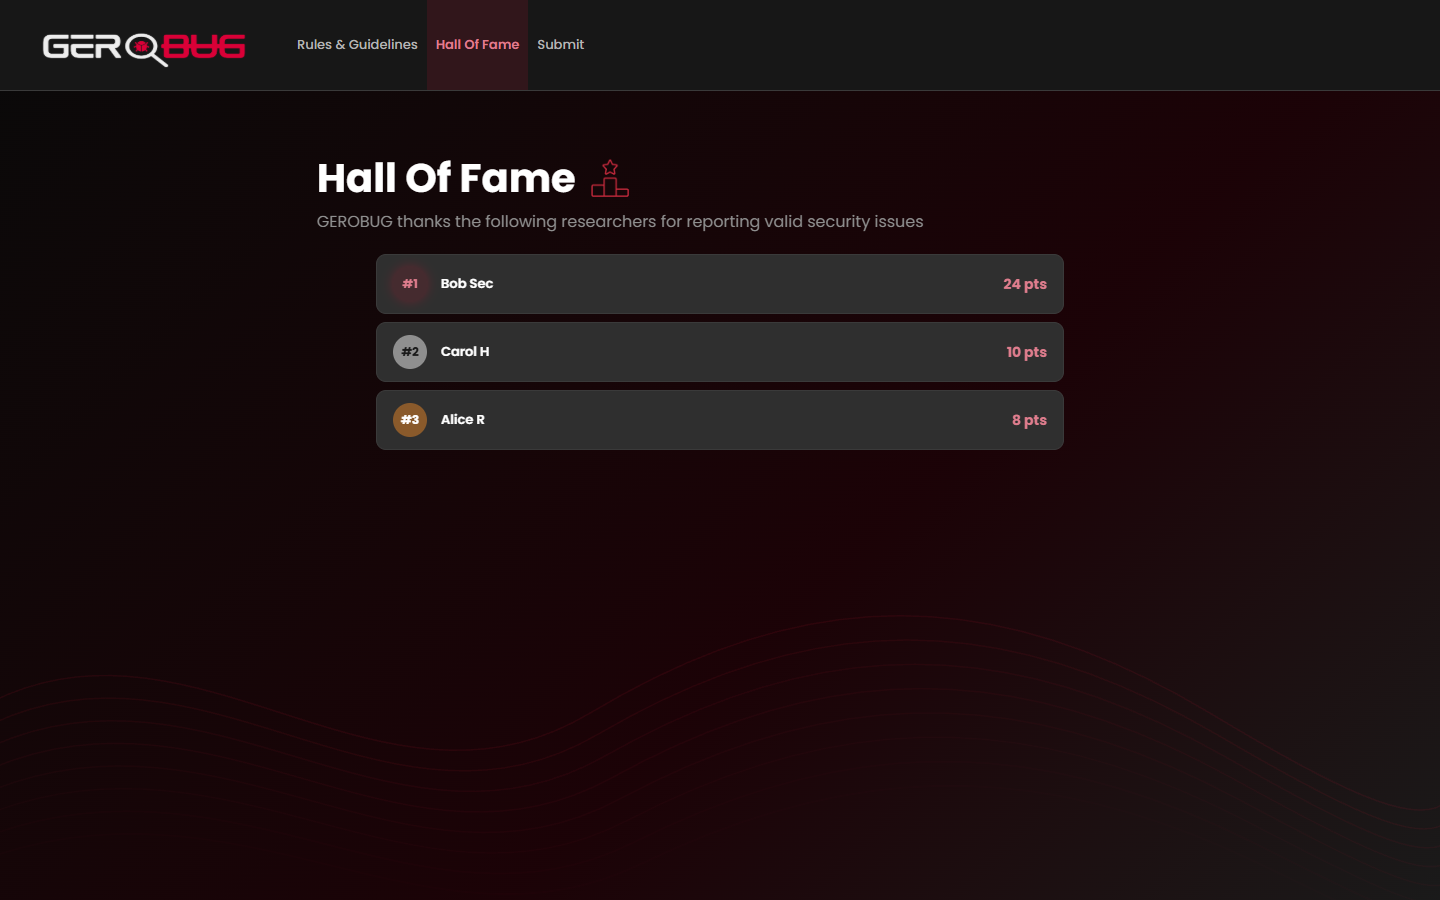 GEROBUG
Rules & Guidelines
Hall Of Fame
Submit
Hall Of Fame
GEROBUG thanks the following researchers for reporting valid security issues
#1 Bob Sec 24 pts
#2 Carol H 10 pts
#3 Alice R 8 pts